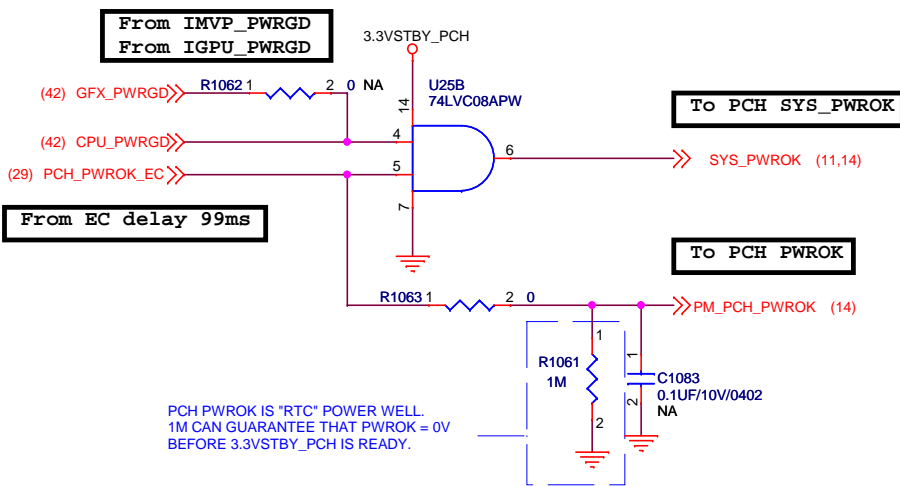 From IMVP_PWRGD
From IGPU_PWRGD
3.3VSTBY_PCH
(42) GFX_PWRGD
R1062 1
2 0 NA
U25B
74LVC08APW
14
To PCH SYS_PWROK
(42) CPU_PWRGD
4
6
SYS_PWROK (11,14)
(29) PCH_PWROK_EC
5
7
From EC delay 99ms
To PCH PWROK
R1063 1
2 0
PM_PCH_PWROK (14)
1
R1061
1M
2
1
C1083
0.1UF/10V/0402
NA
2
PCH PWROK IS "RTC" POWER WELL.
1M CAN GUARANTEE THAT PWROK = 0V
BEFORE 3.3VSTBY_PCH IS READY.